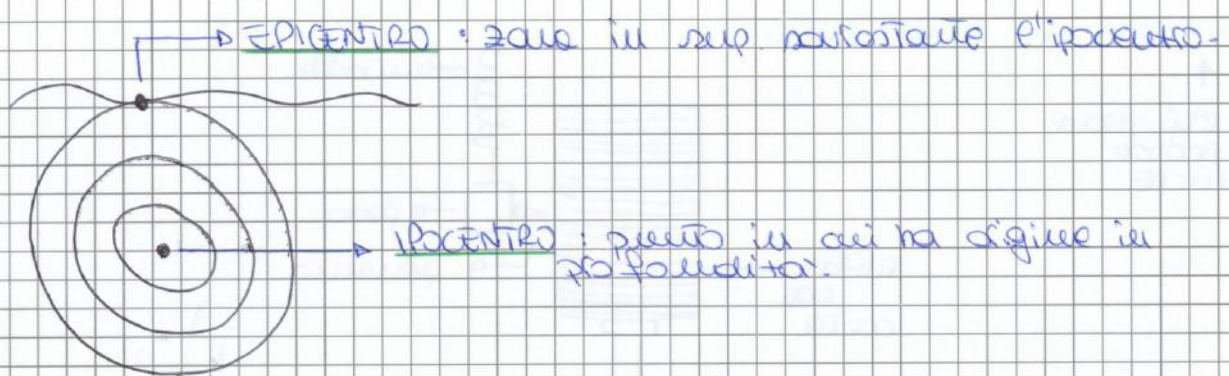 EPICENTRO : zona in sup. sovrastante l'ipocentro.
IPOCENTRO : punto in cui ha origine in
profondità.